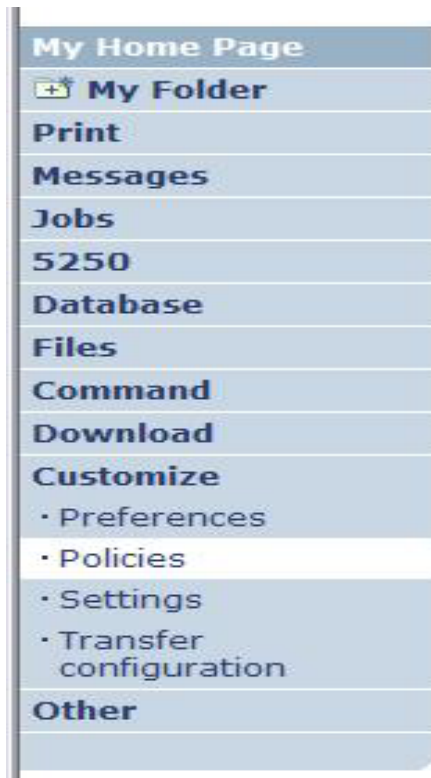 My Home Page
My Folder
Print
Messages
Jobs
5250
Database
Files
Command
Download
Customize
· Preferences
· Policies
· Settings
· Transfer
configuration
Other